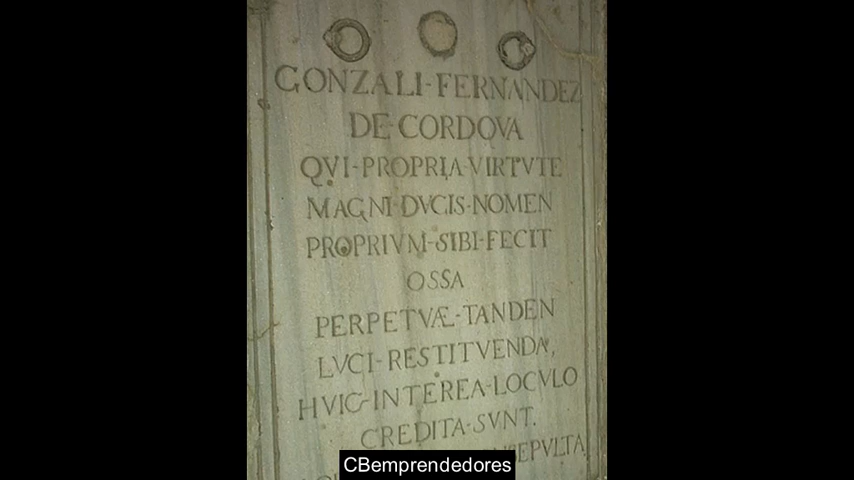 GONZALI-FERNANDEZ
DE-CORDOVA
QVI-PROPRIA-VIRTVTE
MAGNI-DVCIS-NOMEN
PROPRIVM-SIBI-FECIT
OSSA
PERPETVÆ-TANDEN
LVCI-RESTITVENDA,
HVIC-INTEREA-LOCVLO
CREDITA-SVNT.
SEPVLTA
CBemprendedores